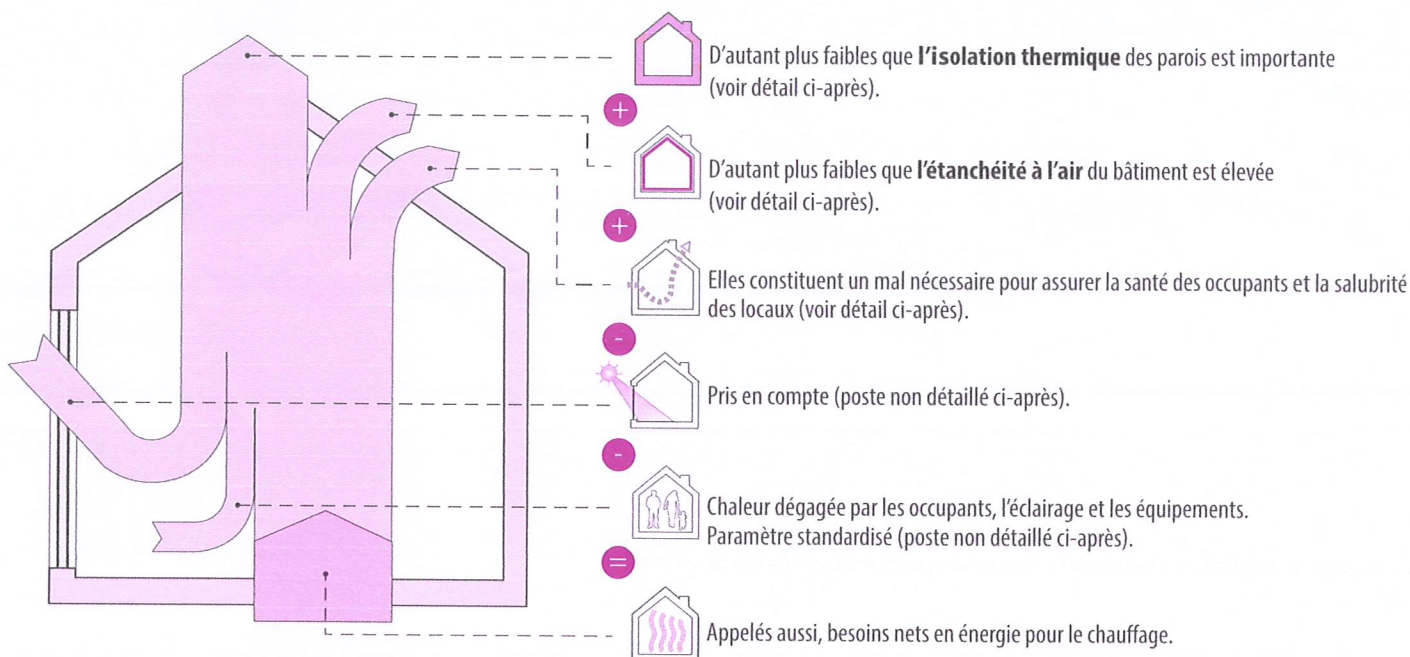 D'autant plus faibles que l'isolation thermique des parois est importante
(voir détail ci-après).
+
D'autant plus faibles que l'étanchéité à l'air du bâtiment est élevée
(voir détail ci-après).
+
Elles constituent un mal nécessaire pour assurer la santé des occupants et la salubrité
des locaux (voir détail ci-après).
-
Pris en compte (poste non détaillé ci-après).
-
Chaleur dégagée par les occupants, l'éclairage et les équipements.
Paramètre standardisé (poste non détaillé ci-après).
=
Appelés aussi, besoins nets en énergie pour le chauffage.